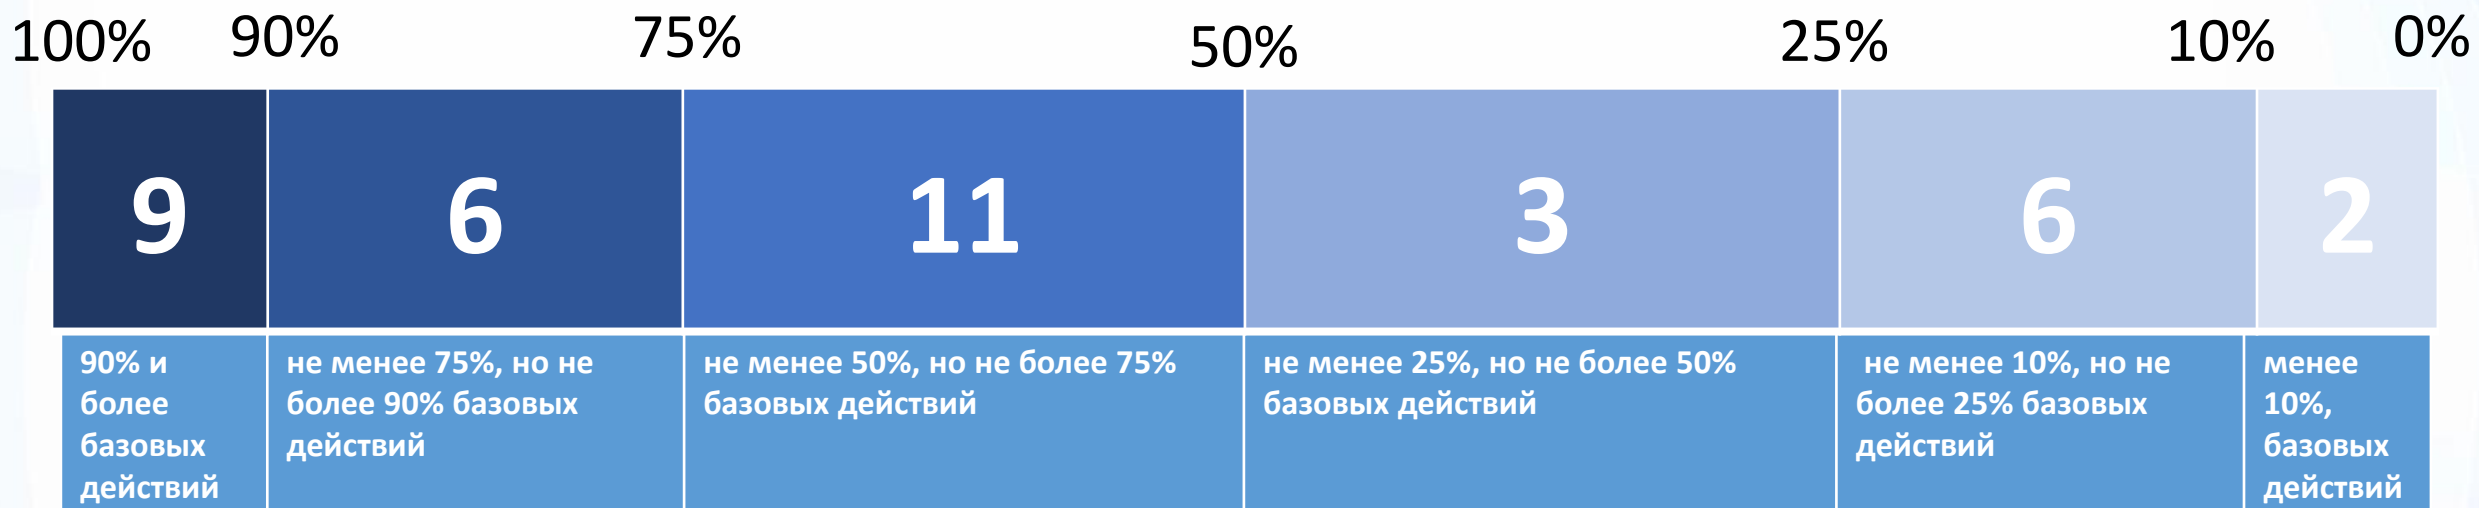 100% 90% 75% 50% 25% 10% 0%
9 6 11 3 6 2
90% и
более
базовых
действий
не менее 75%, но не
более 90% базовых
действий
не менее 50%, но не более 75%
базовых действий
не менее 25%, но не более 50%
базовых действий
не менее 10%, но не
более 25% базовых
действий
менее
10%,
базовых
действий